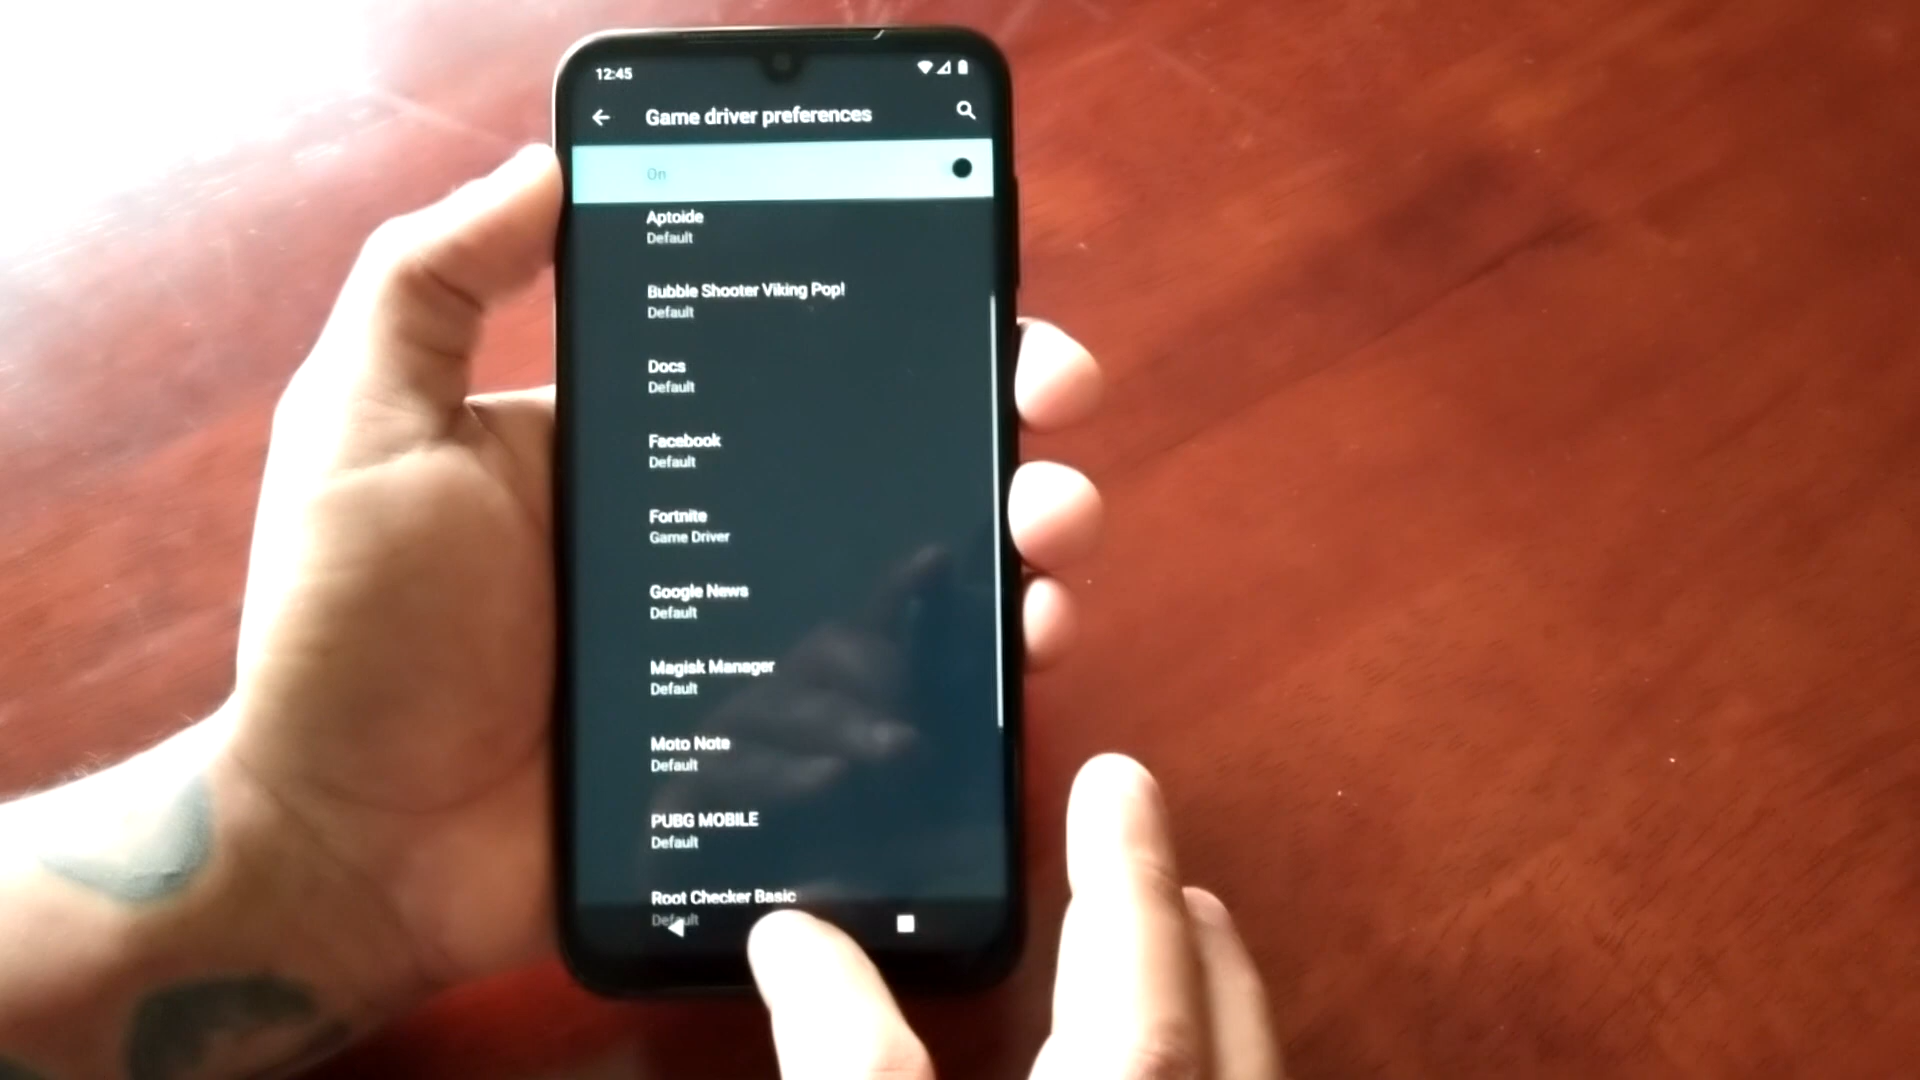 12:45
Game driver preferences
On
Aptoide
Default
Bubble Shooter Viking Pop!
Default
Docs
Default
Facebook
Default
Fortnite
Game Driver
Google News
Default
Magisk Manager
Default
Moto Note
Default
PUBG MOBILE
Default
Root Checker Basic
Default